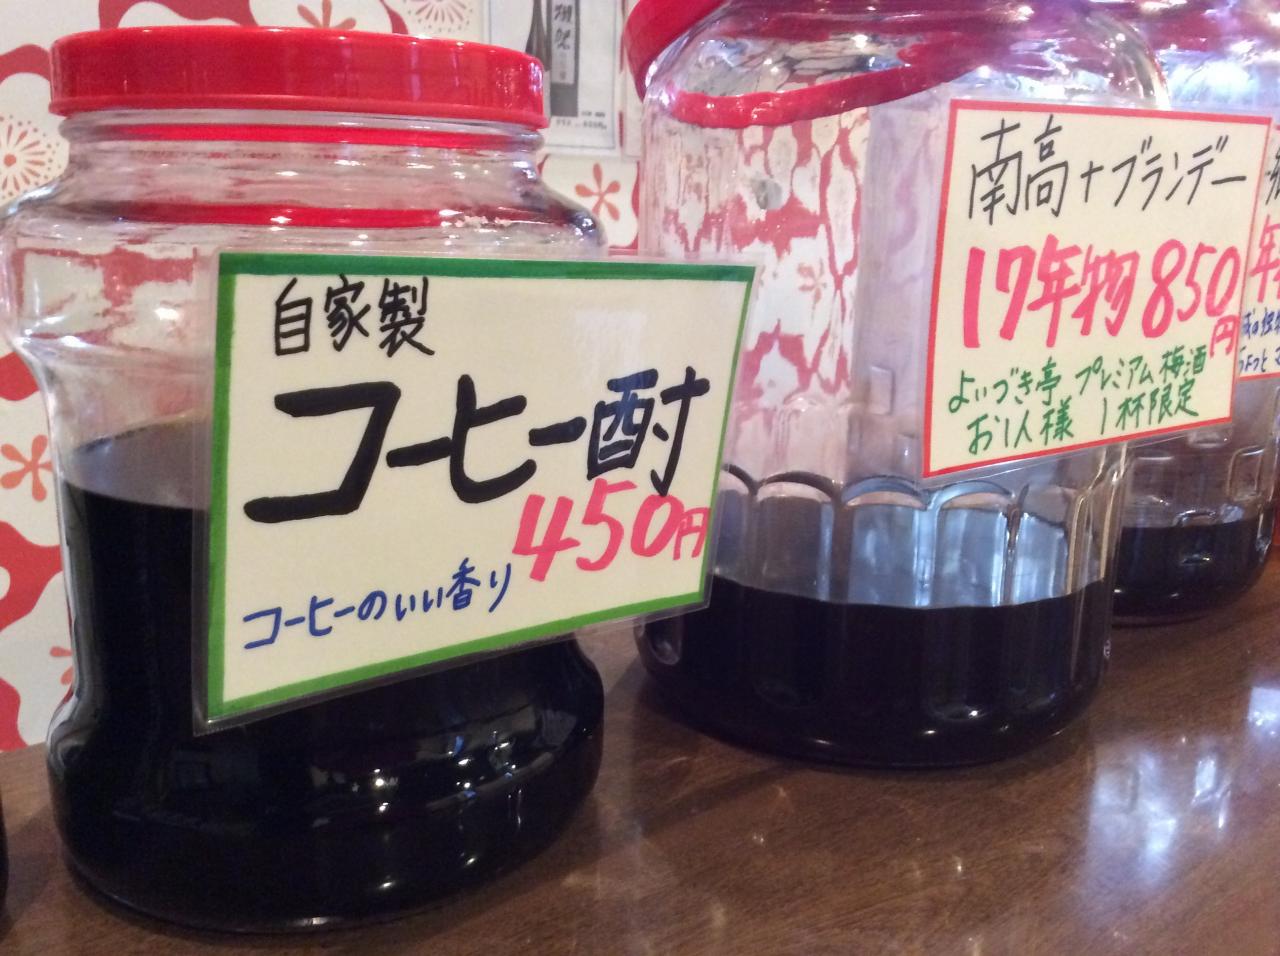 自家製
コーヒー酎
450円
コーヒーのいい香り
南高+ブランデー
17年物 850円
よいづき亭 プレミアム梅酒
お1人様 1杯限定